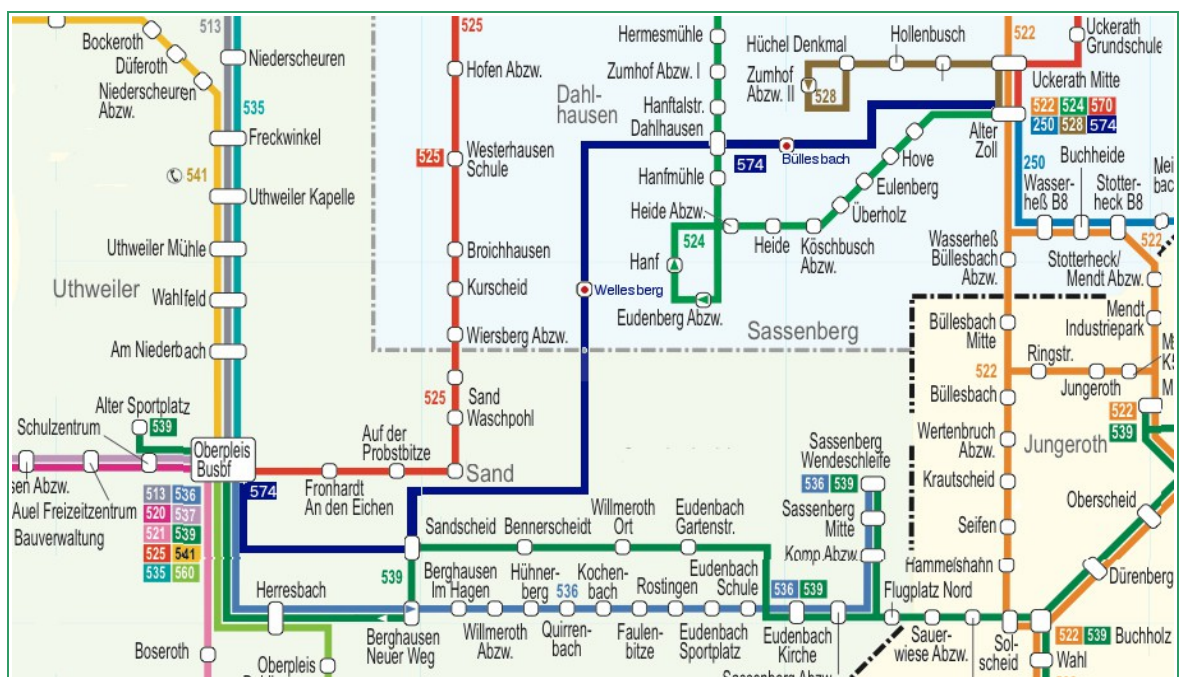 513
525
522
Uckerath
Grundschule
Bockeroth
Düferoth
Niederscheuren
Abzw.
Niederscheuren
535
Freckwinkel
541
Uthweiler Kapelle
Uthweiler Mühle
Uthweiler
Wahlfeld
Am Niederbach
Alter Sportplatz
539
Schulzentrum
Oberpleis
Busbf
sen Abzw.
Auel Freizeitzentrum
Bauverwaltung
513 536
520 537
521 539
525 541
535 560
574
Hofen Abzw.
525
Westerhausen
Schule
Broichhausen
Kurscheid
Wiersberg Abzw.
525
Sand
Waschpohl
Auf der
Probstbitze
Sand
Fronhardt
An den Eichen
Dahl-
hausen
Hermesmühle
Zumhof Abzw. I
Hanftalstr.
Dahlhausen
Hanfmühle
Heide Abzw.
524
Hanf
Eudenberg Abzw.
Heide
Köschbusch
Abzw.
Überholz
Eulenberg
Hove
574
Büllesbach
Wellesberg
Sassenberg
Hüchel Denkmal
Hollenbusch
Zumhof
Abzw. II
528
Uckerath Mitte
522 524 570
250 528 574
Alter
Zoll
250
Buchheide
Wasser-
heß B8
Stotter-
heck B8
Mei
bac
522
Wasserheß
Büllesbach
Abzw.
Stotterheck/
Mendt Abzw.
Mendt
Industriepark
Büllesbach
Mitte
Ringstr.
522
Jungeroth
Büllesbach
522
539
Wertenbruch
Abzw.
Jungeroth
Krautscheid
Oberscheid
Seifen
Hammelshahn
Dürenberg
Sassenberg
Wendeschleife
536 539
Sassenberg
Mitte
Komp Abzw.
Sandscheid
Bennerscheidt
Willmeroth
Ort
Eudenbach
Gartenstr.
539
Berghausen
Im Hagen
Hühner-
berg
536
Kochen-
bach
Rostingen
Eudenbach
Schule
536 539
Flugplatz Nord
Herresbach
Berghausen
Neuer Weg
Willmeroth
Abzw.
Quirren-
bach
Faulen-
bitze
Eudenbach
Sportplatz
Eudenbach
Kirche
Sauer-
wiese Abzw.
Sol-
scheid
522 539 Buchholz
Wahl
Boseroth
Oberpleis
Sassenberg Abzw.